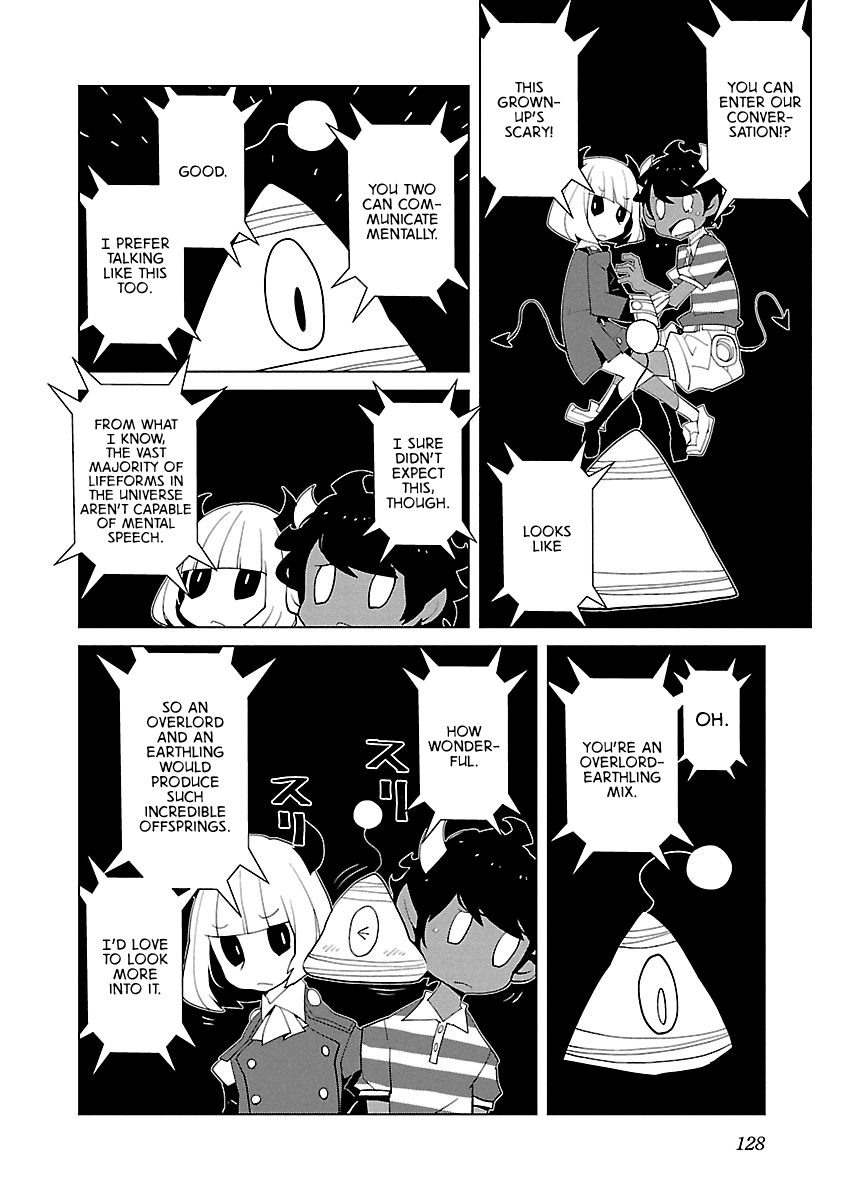 YOU CAN
ENTER OUR
CONVER-
SATION!?
THIS
GROWN-
UP'S
SCARY!
LOOKS
LIKE
YOU TWO
CAN COM-
MUNICATE
MENTALLY.
GOOD.
I PREFER
TALKING
LIKE THIS
TOO.
I SURE
DIDN'T
EXPECT
THIS,
THOUGH.
FROM WHAT
I KNOW,
THE VAST
MAJORITY OF
LIFEFORMS IN
THE UNIVERSE
AREN'T CAPABLE
OF MENTAL
SPEECH.
OH.
YOU'RE AN
OVERLORD-
EARTHLING
MIX.
HOW
WONDER-
FUL.
スリ
スリ
SO AN
OVERLORD
AND AN
EARTHLING
WOULD
PRODUCE
SUCH
INCREDIBLE
OFFSPRINGS.
I'D LOVE
TO LOOK
MORE
INTO IT.
128